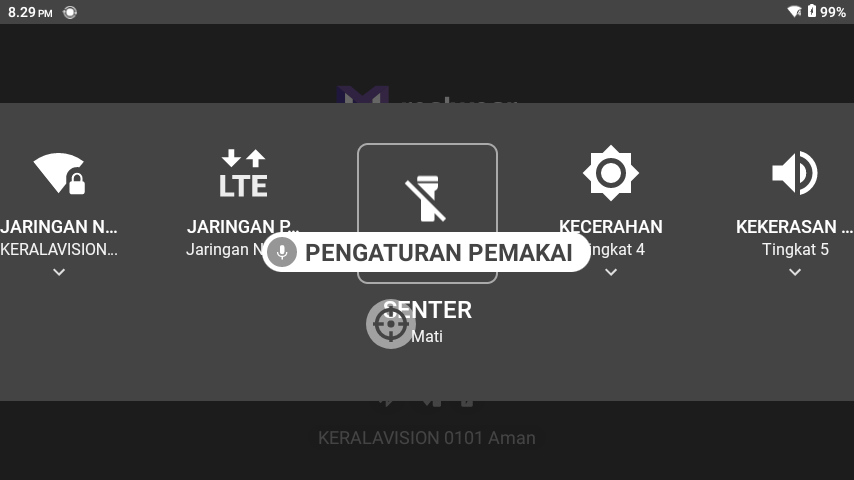 8.29 PM
99%
LTE
JARINGAN N...
KERALAVISION...
JARINGAN P...
Jaringan N
KECERAHAN
ingkat 4
KEKERASAN ...
Tingkat 5
PENGATURAN PEMAKAI
SENTER
Mati
KERALAVISION 0101 Aman